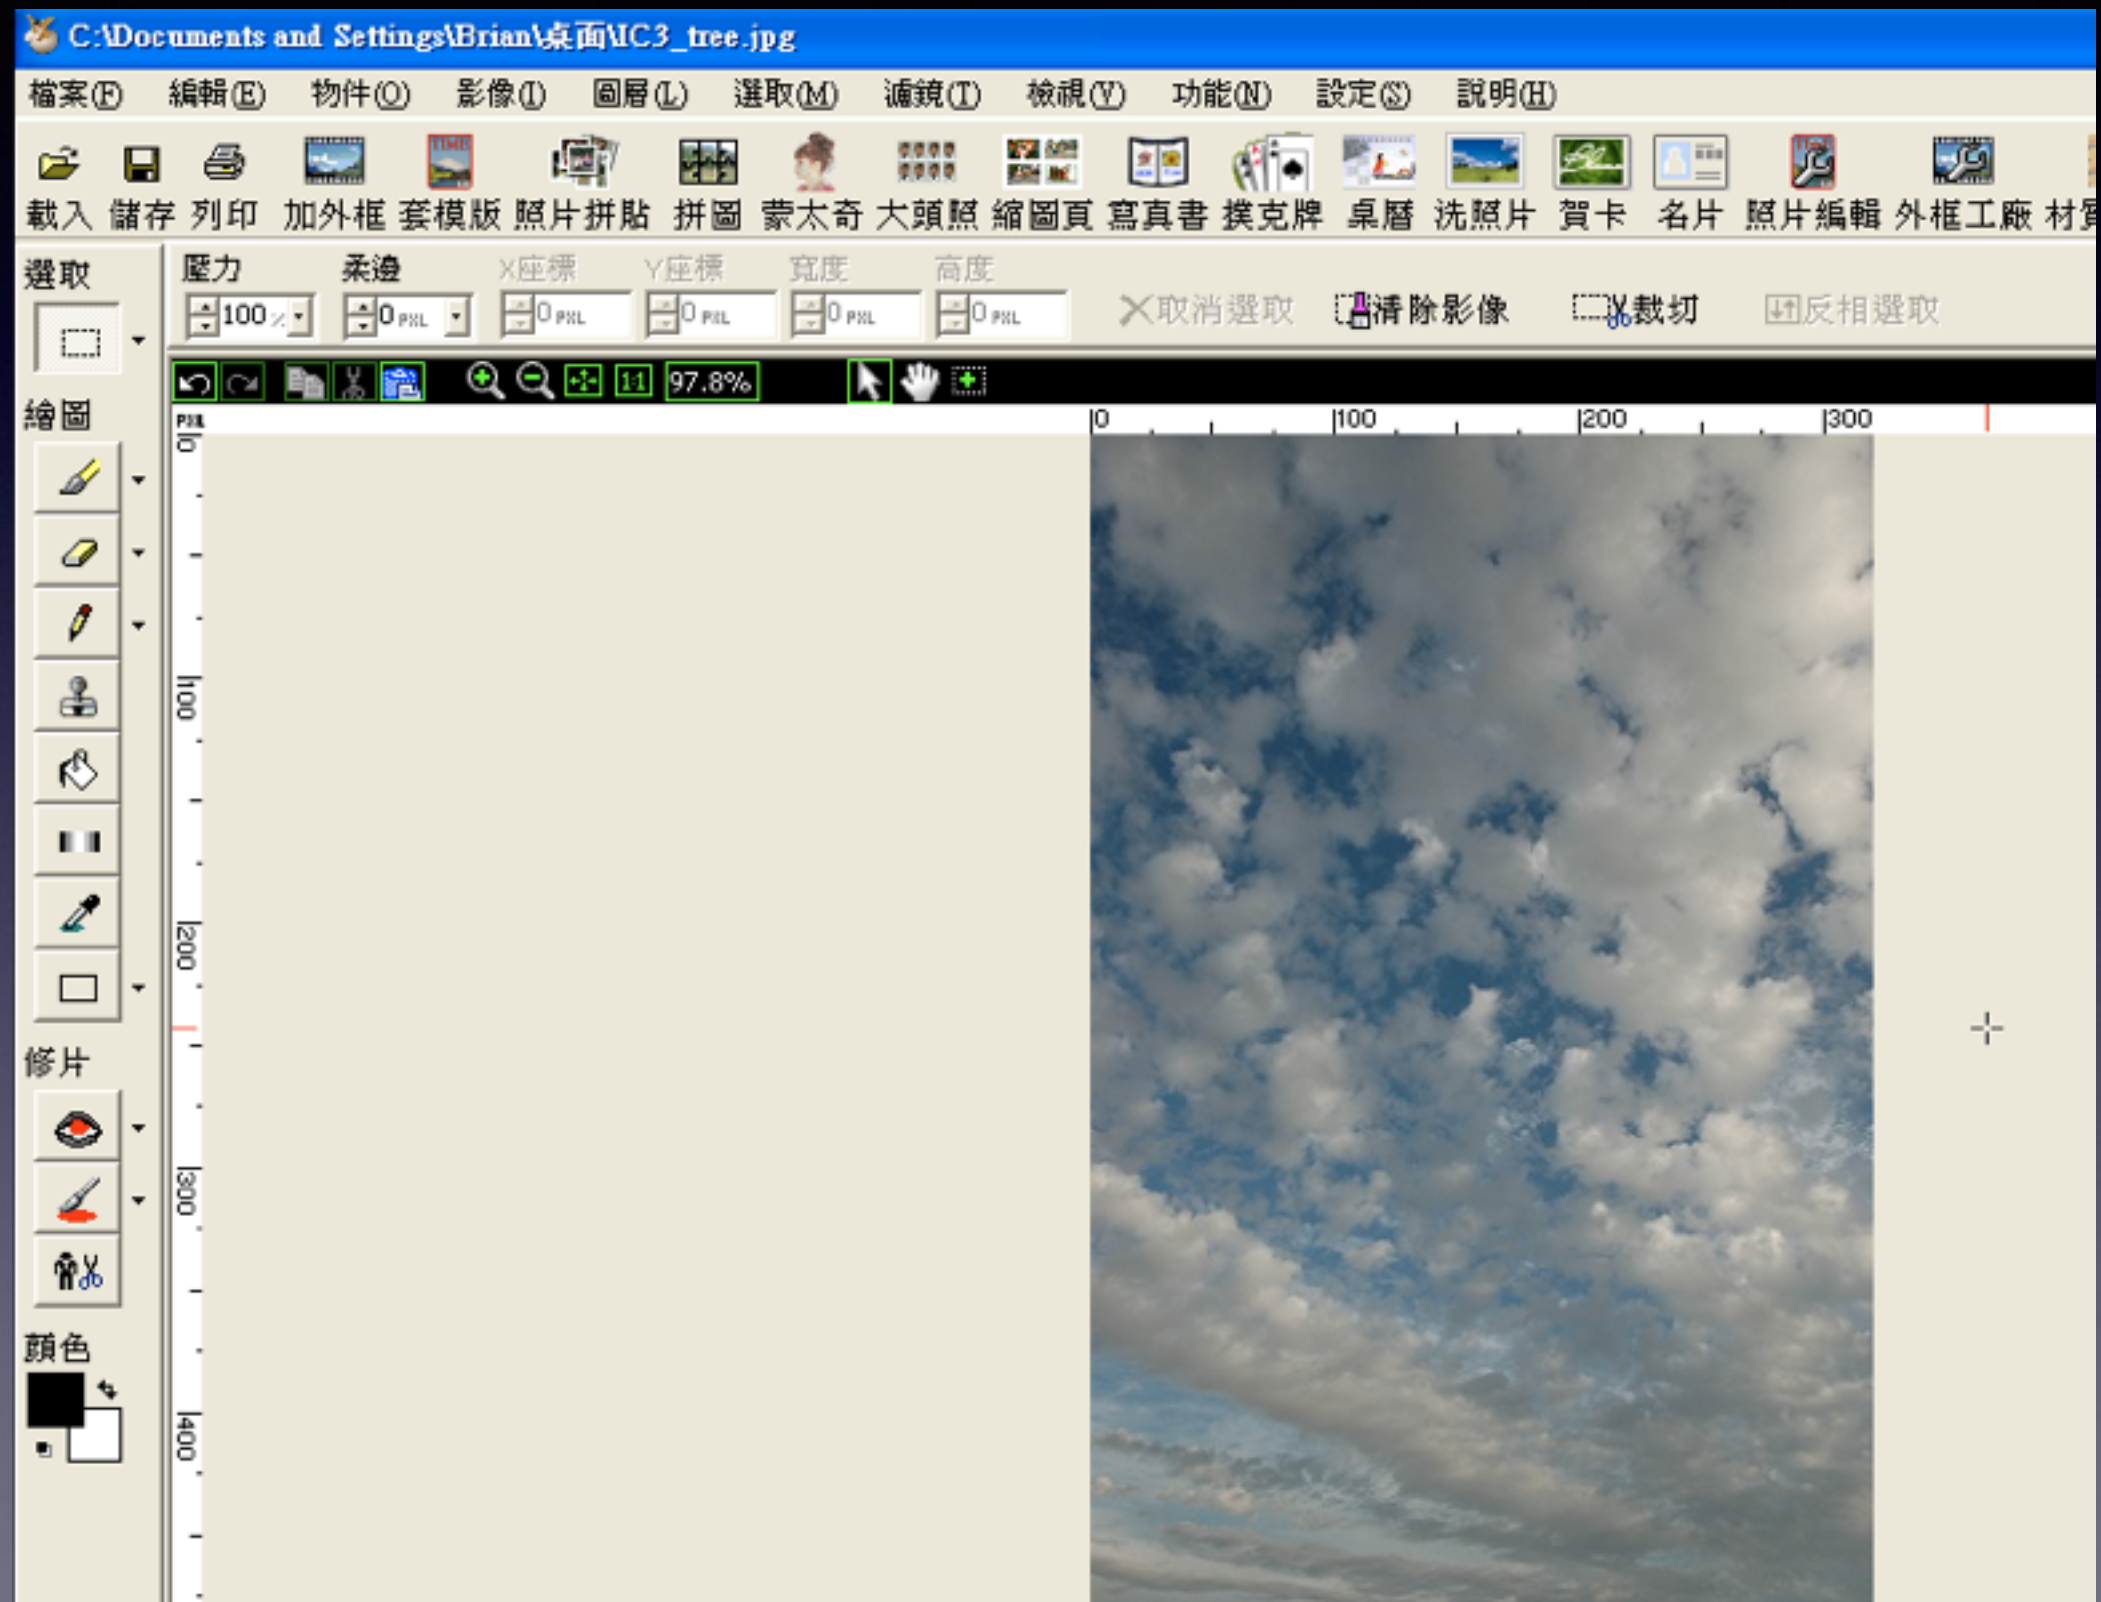 C:\Documents and Settings\Brian\桌面\IC3_tree.jpg
檔案(F) 編輯(E) 物件(O) 影像(I) 圖層(L) 選取(M) 濾鏡(T) 檢視(V) 功能(N) 設定(S) 說明(H)
載入 儲存 列印 加外框 套模版 照片拼貼 拼圖 蒙太奇 大頭照 縮圖頁 寫真書 撲克牌 桌曆 洗照片 賀卡 名片 照片編輯 外框工廠
選取 壓力 柔邊 X座標 Y座標 寬度 高度
100 % 0 PXL 0 PXL 0 PXL 0 PXL 0 PXL 取消選取 清除影像 裁切 反相選取
1:1 97.8%
繪圖
PXL 0 100 200 300
0
100
200
修片
300
顏色
400